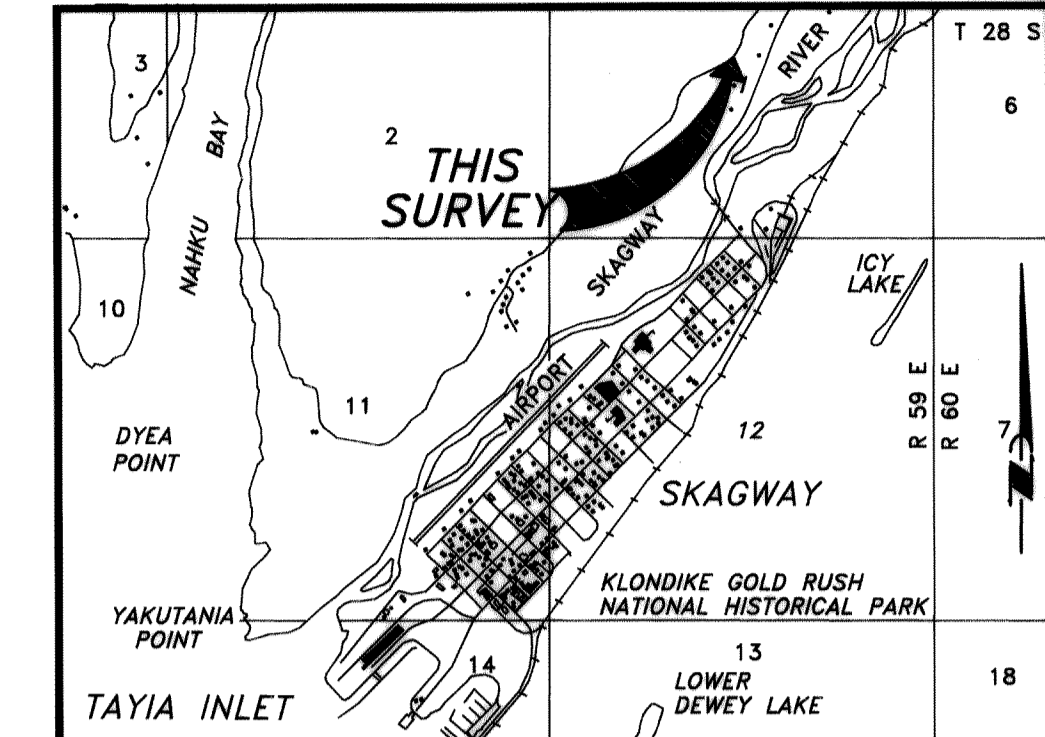 T 28 S
RIVER
3
6
BAY
2
THIS
SURVEY
NAHKU
SKAGWAY
ICY
LAKE
10
R 59 E
R 60 E
AIRPORT
11
12
7
DYEA
POINT
SKAGWAY
KLONDIKE GOLD RUSH
NATIONAL HISTORICAL PARK
YAKUTANIA
POINT
13
14
18
LOWER
DEWEY LAKE
TAYIA INLET